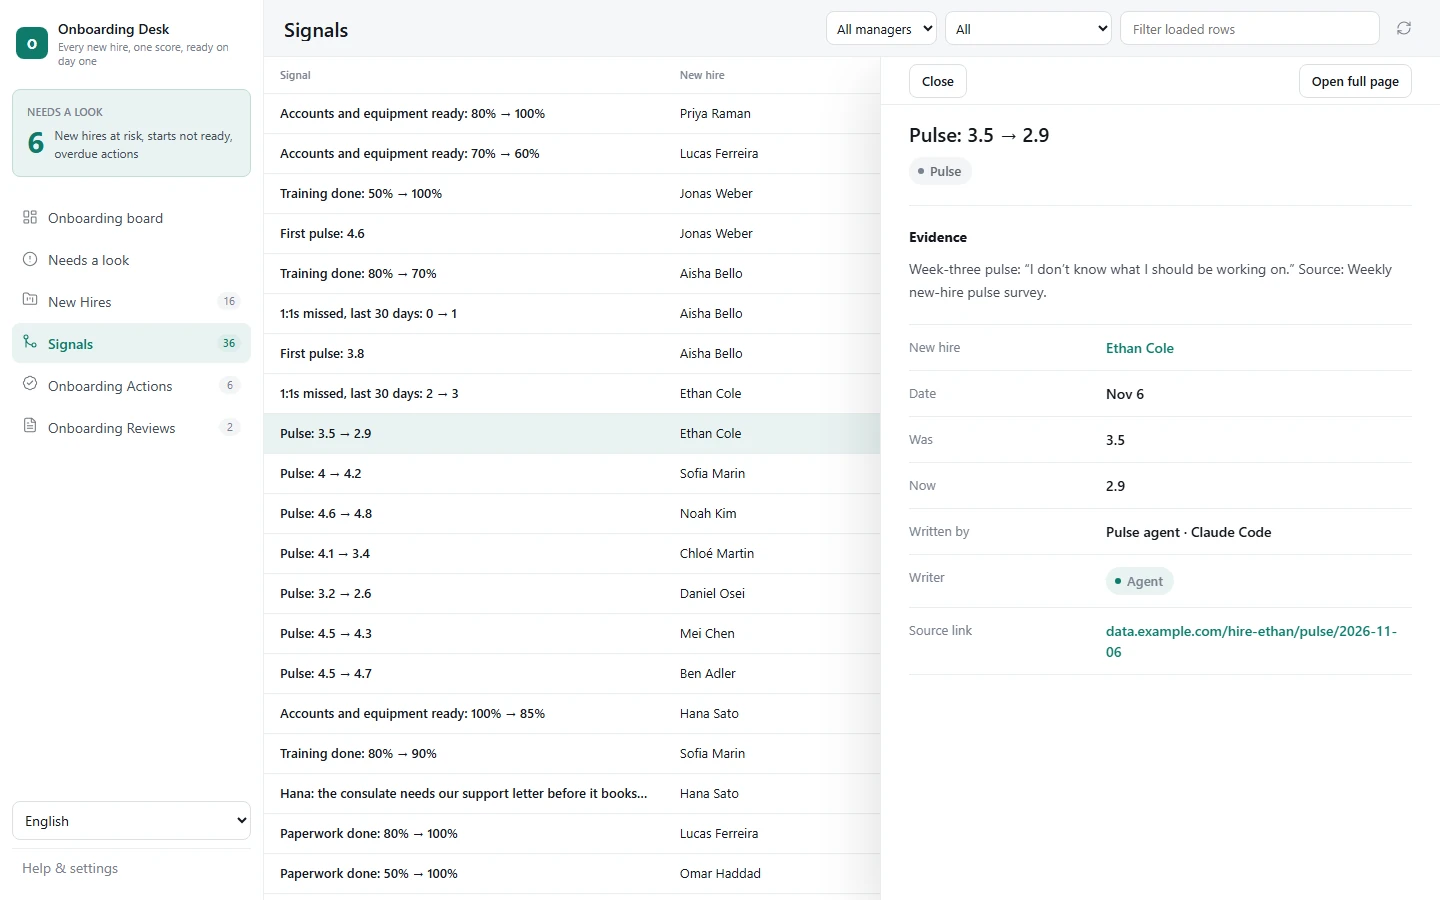 O
Onboarding Desk
Every new hire, one score, ready on
day one
NEEDS A LOOK
6
New hires at risk, starts not ready,
overdue actions
Onboarding board
Needs a look
New Hires 16
Signals 36
Onboarding Actions 6
Onboarding Reviews 2
English
Help & settings
Signals
All managers
All
Filter loaded rows
Signal New hire
Accounts and equipment ready: 80% → 100% Priya Raman
Accounts and equipment ready: 70% → 60% Lucas Ferreira
Training done: 50% → 100% Jonas Weber
First pulse: 4.6 Jonas Weber
Training done: 80% → 70% Aisha Bello
1:1s missed, last 30 days: 0 → 1 Aisha Bello
First pulse: 3.8 Aisha Bello
1:1s missed, last 30 days: 2 → 3 Ethan Cole
Pulse: 3.5 → 2.9 Ethan Cole
Pulse: 4 → 4.2 Sofia Marin
Pulse: 4.6 → 4.8 Noah Kim
Pulse: 4.1 → 3.4 Chloé Martin
Pulse: 3.2 → 2.6 Daniel Osei
Pulse: 4.5 → 4.3 Mei Chen
Pulse: 4.5 → 4.7 Ben Adler
Accounts and equipment ready: 100% → 85% Hana Sato
Training done: 80% → 90% Sofia Marin
Hana: the consulate needs our support letter before it books... Hana Sato
Paperwork done: 80% → 100% Lucas Ferreira
Paperwork done: 50% → 100% Omar Haddad
Close
Open full page
Pulse: 3.5 → 2.9
Pulse
Evidence
Week-three pulse: “I don’t know what I should be working on.” Source: Weekly
new-hire pulse survey.
New hire Ethan Cole
Date Nov 6
Was 3.5
Now 2.9
Written by Pulse agent · Claude Code
Writer Agent
Source link data.example.com/hire-ethan/pulse/2026-11-
06